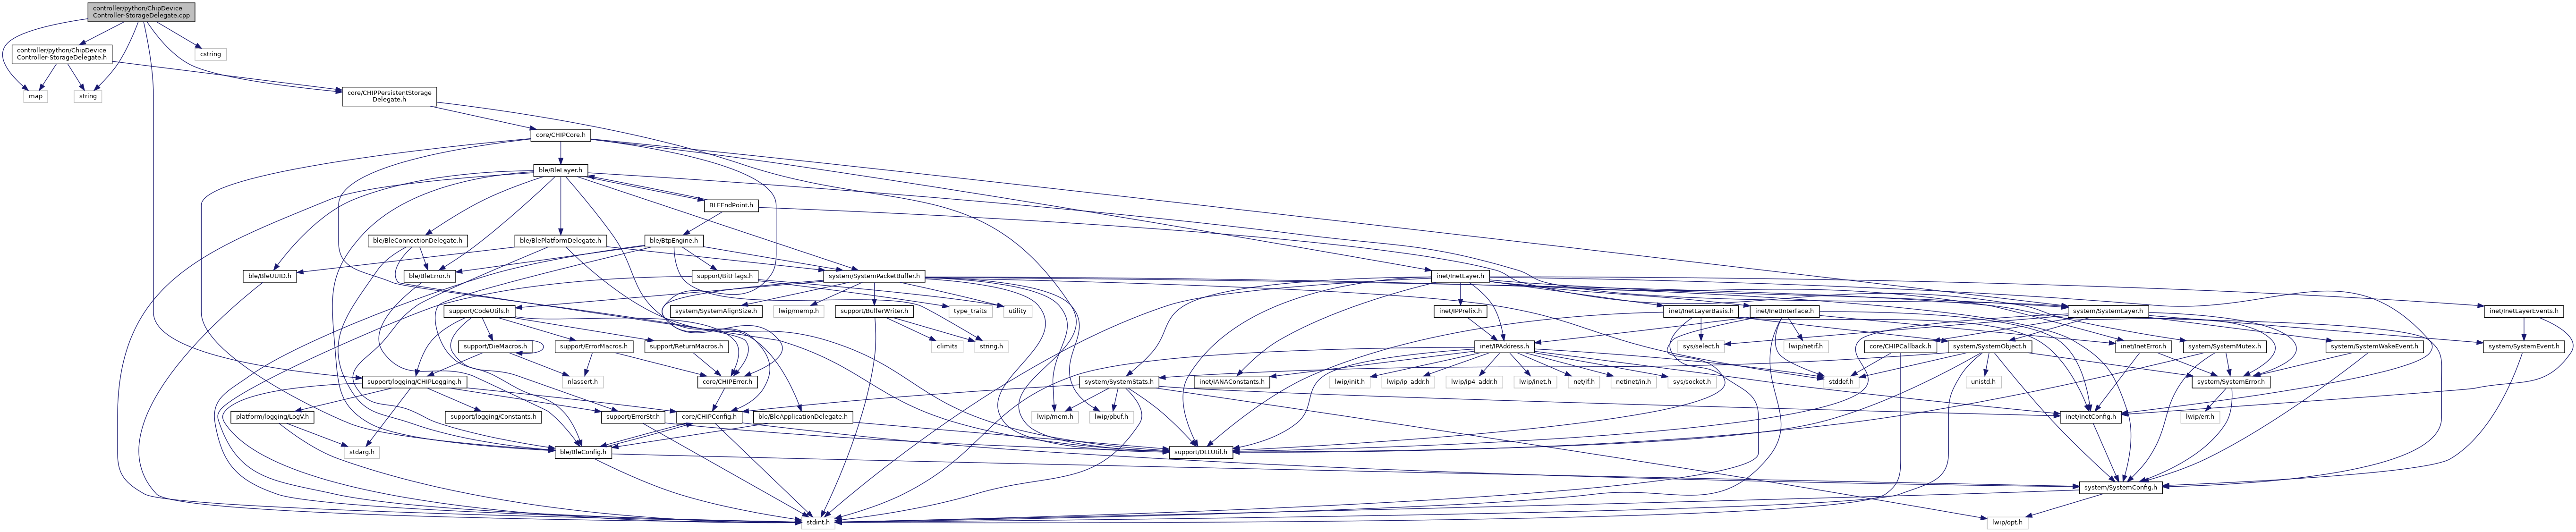 controller/python/ChipDevice
Controller-StorageDelegate.cpp
controller/python/ChipDevice
Controller-StorageDelegate.h
cstring
map
string
core/CHIPPersistentStorage
Delegate.h
core/CHIPCore.h
ble/BleLayer.h
BLEEndPoint.h
ble/BleConnectionDelegate.h
ble/BlePlatformDelegate.h
ble/BtpEngine.h
ble/BleUUID.h
ble/BleError.h
support/BitFlags.h
system/SystemPacketBuffer.h
inet/InetLayer.h
support/CodeUtils.h
system/SystemAlignSize.h
lwip/memp.h
support/BufferWriter.h
type_traits
utility
inet/IPPrefix.h
inet/InetLayerBasis.h
inet/InetInterface.h
system/SystemLayer.h
inet/InetLayerEvents.h
support/DieMacros.h
support/ErrorMacros.h
support/ReturnMacros.h
climits
string.h
inet/IPAddress.h
sys/select.h
lwip/netif.h
core/CHIPCallback.h
system/SystemObject.h
inet/InetError.h
system/SystemMutex.h
system/SystemWakeEvent.h
system/SystemEvent.h
support/logging/CHIPLogging.h
nlassert.h
core/CHIPError.h
system/SystemStats.h
inet/IANAConstants.h
lwip/init.h
lwip/ip_addr.h
lwip/ip4_addr.h
lwip/inet.h
net/if.h
netinet/in.h
sys/socket.h
stddef.h
unistd.h
system/SystemError.h
platform/logging/LogV.h
support/logging/Constants.h
support/ErrorStr.h
core/CHIPConfig.h
ble/BleApplicationDelegate.h
lwip/mem.h
lwip/pbuf.h
inet/InetConfig.h
lwip/err.h
stdarg.h
ble/BleConfig.h
support/DLLUtil.h
system/SystemConfig.h
stdint.h
lwip/opt.h